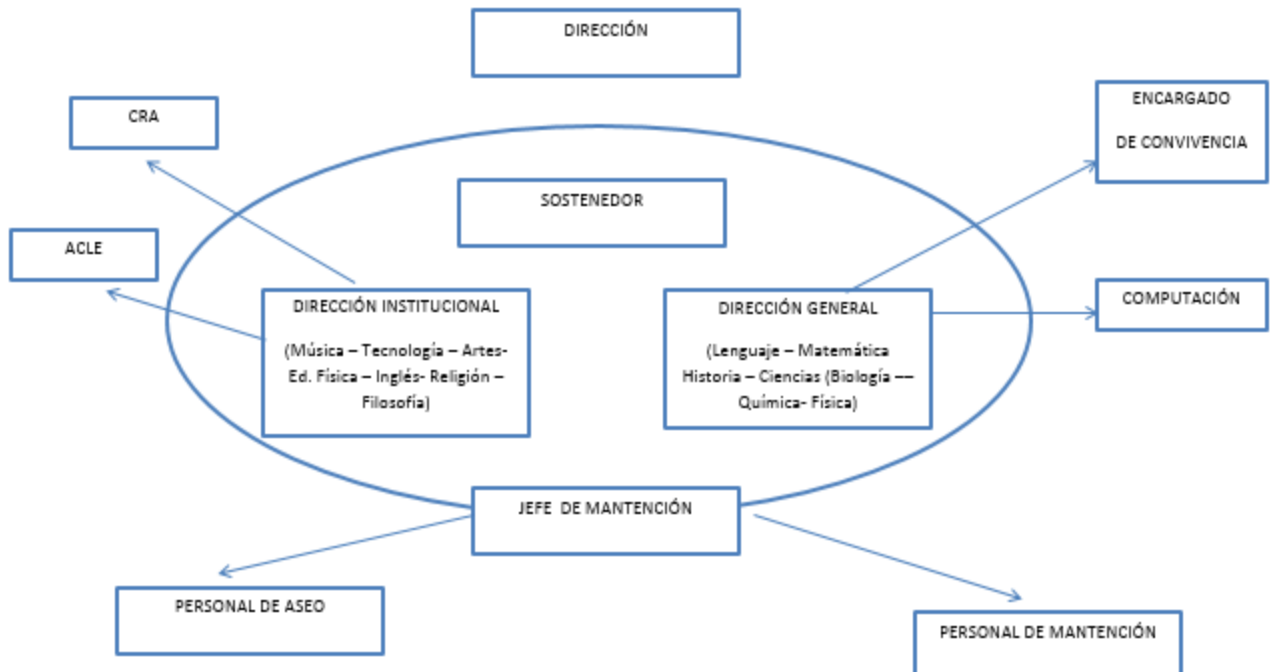 DIRECCIÓN
CRA
ENCARGADO
DE CONVIVENCIA
SOSTENEDOR
ACLE
DIRECCIÓN INSTITUCIONAL
(Música – Tecnología – Artes-
Ed. Física – Inglés- Religión –
Filosofía)
DIRECCIÓN GENERAL
(Lenguaje – Matemática
Historia – Ciencias (Biología ––
Química- Física)
COMPUTACIÓN
JEFE DE MANTENCIÓN
PERSONAL DE ASEO
PERSONAL DE MANTENCIÓN